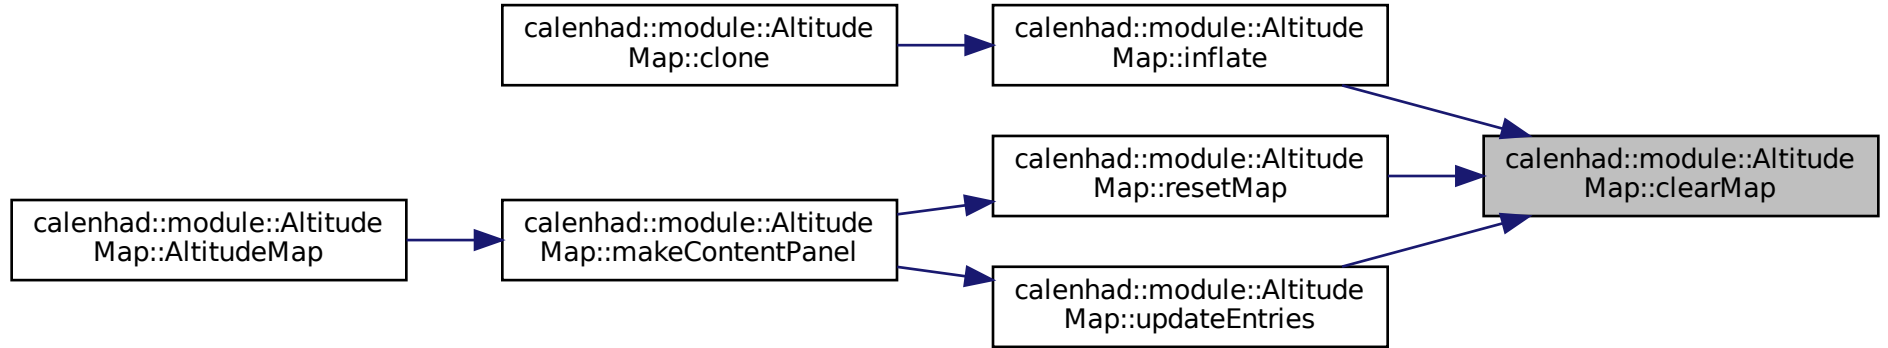 calenhad::module::Altitude
Map::clone
calenhad::module::Altitude
Map::inflate
calenhad::module::Altitude
Map::resetMap
calenhad::module::Altitude
Map::clearMap
calenhad::module::Altitude
Map::AltitudeMap
calenhad::module::Altitude
Map::makeContentPanel
calenhad::module::Altitude
Map::updateEntries